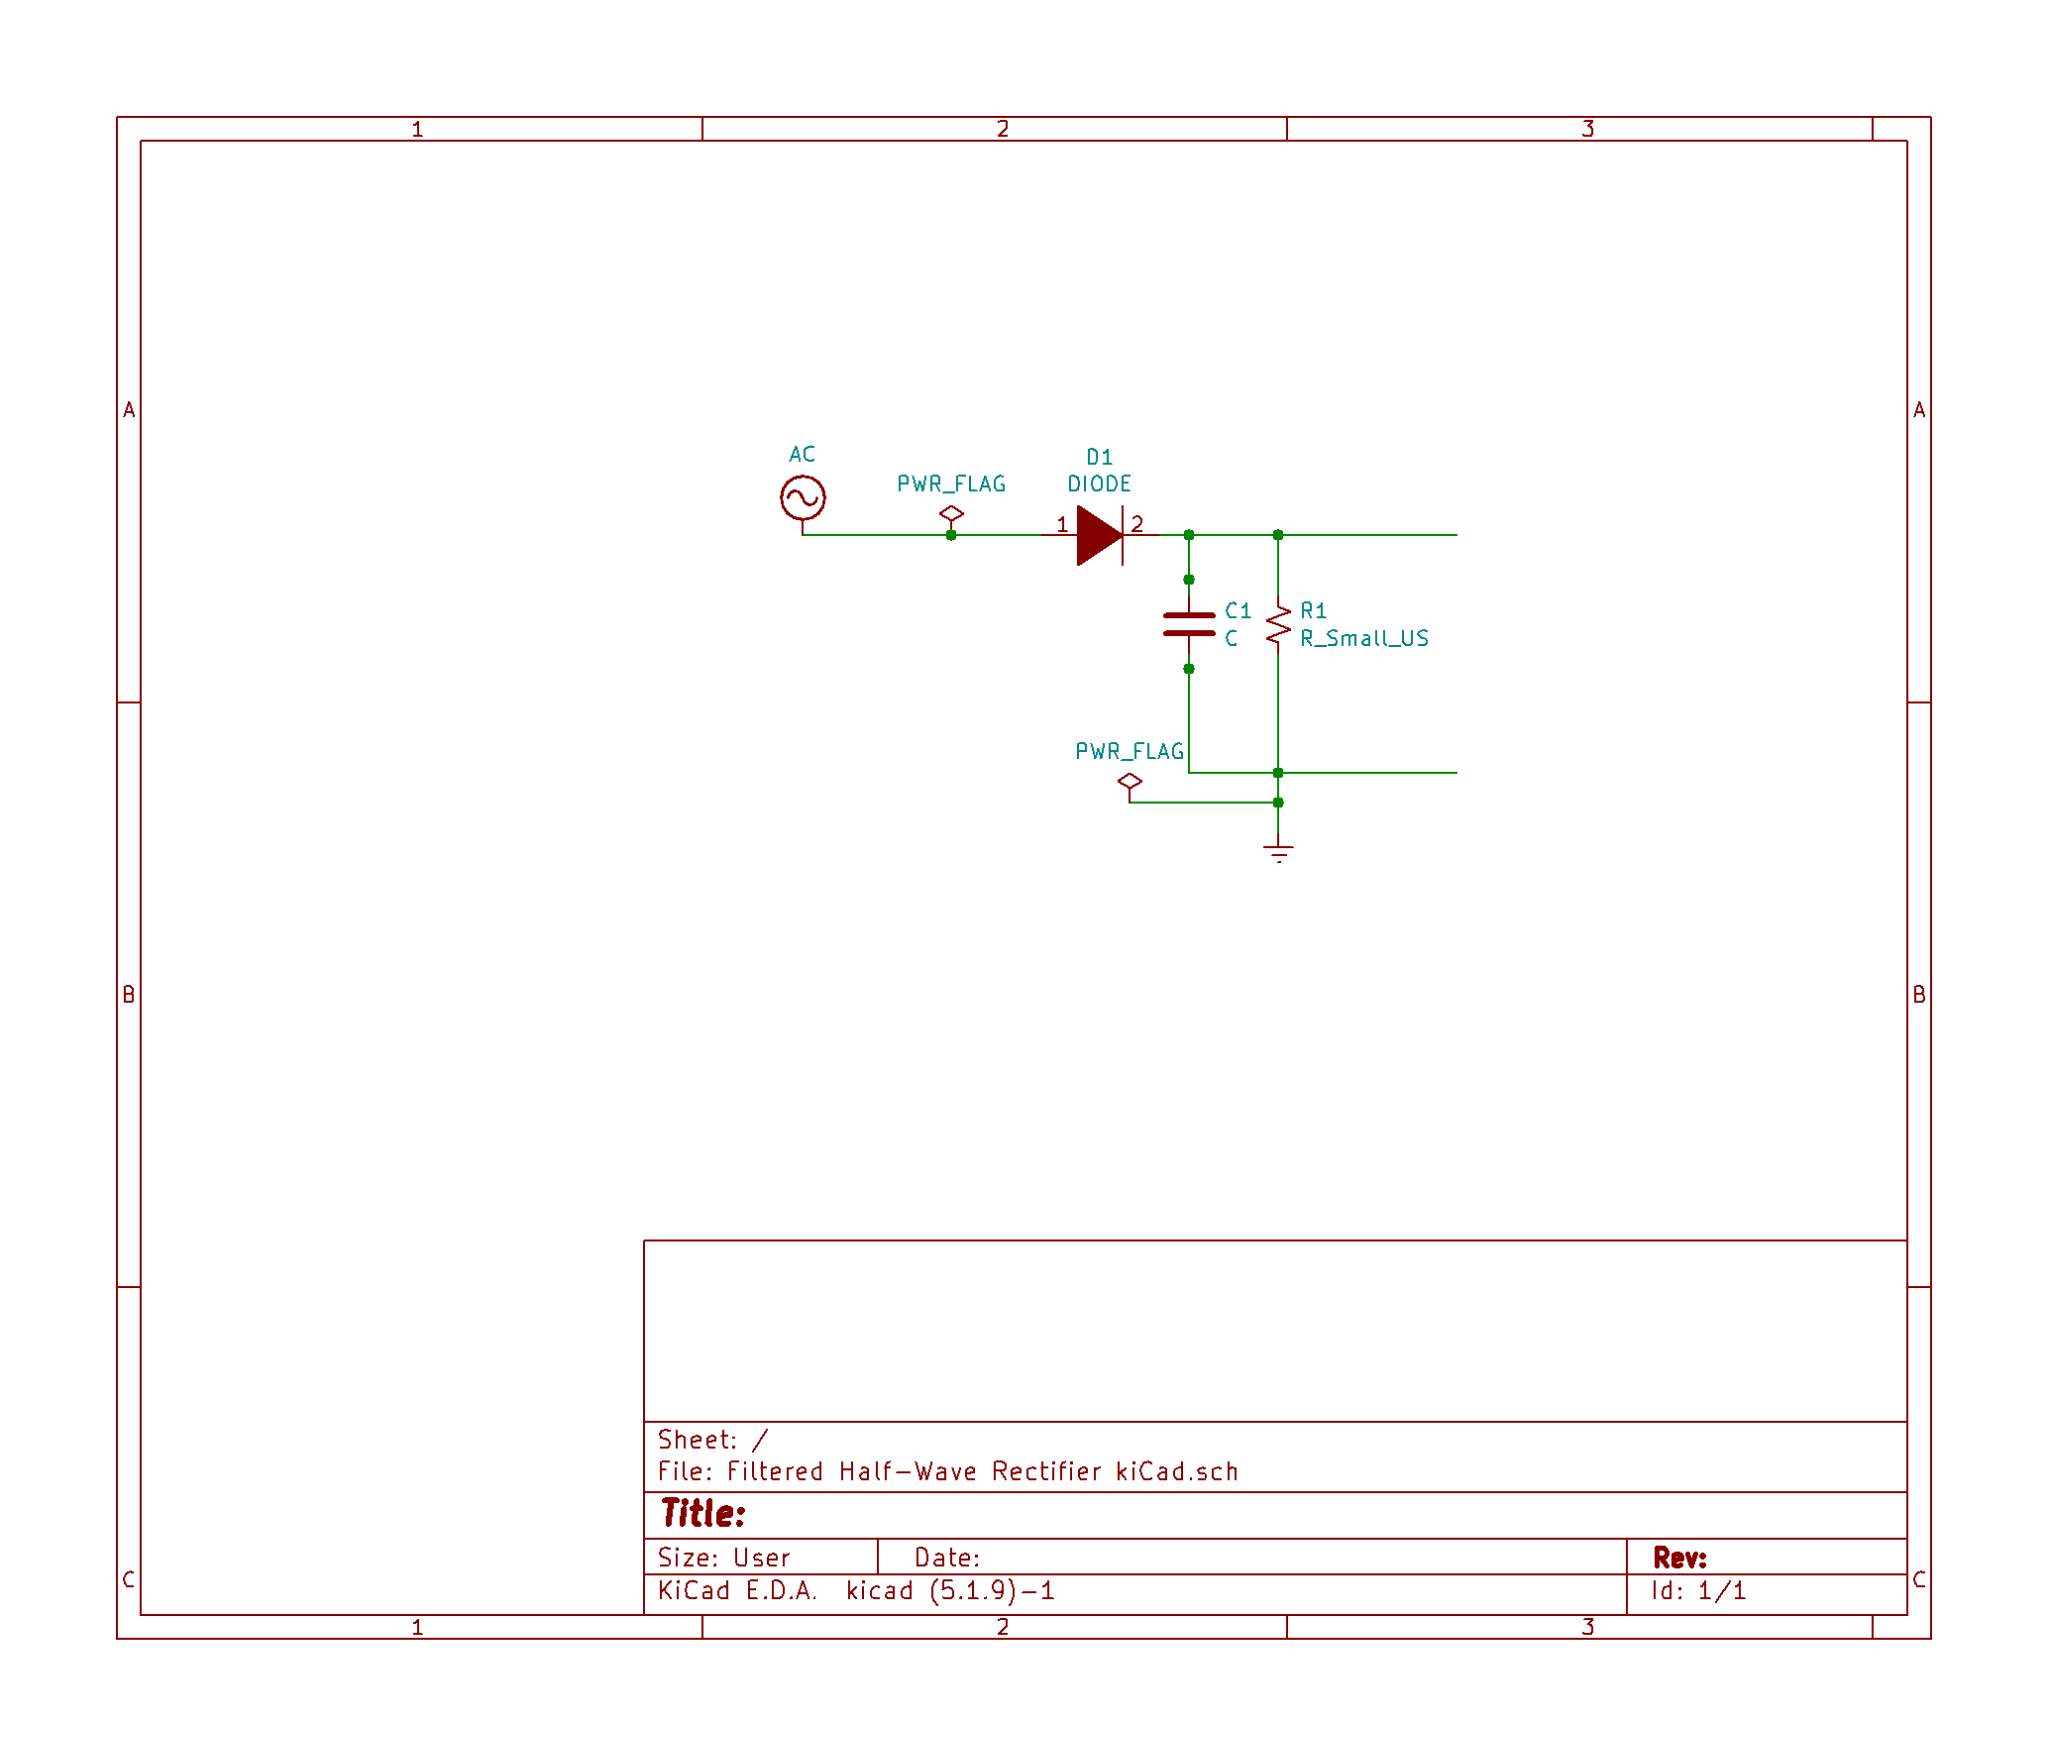 1 2 3
A A
AC
D1
PWR_FLAG
DIODE
1 2
C1
C
R1
R_Small_US
PWR_FLAG
B B
Sheet: /
File: Filtered Half-Wave Rectifier kiCad.sch
Title:
Size: User
Date:
Rev:
KiCad E.D.A. kicad (5.1.9)-1
Id: 1/1
C C
1 2 3